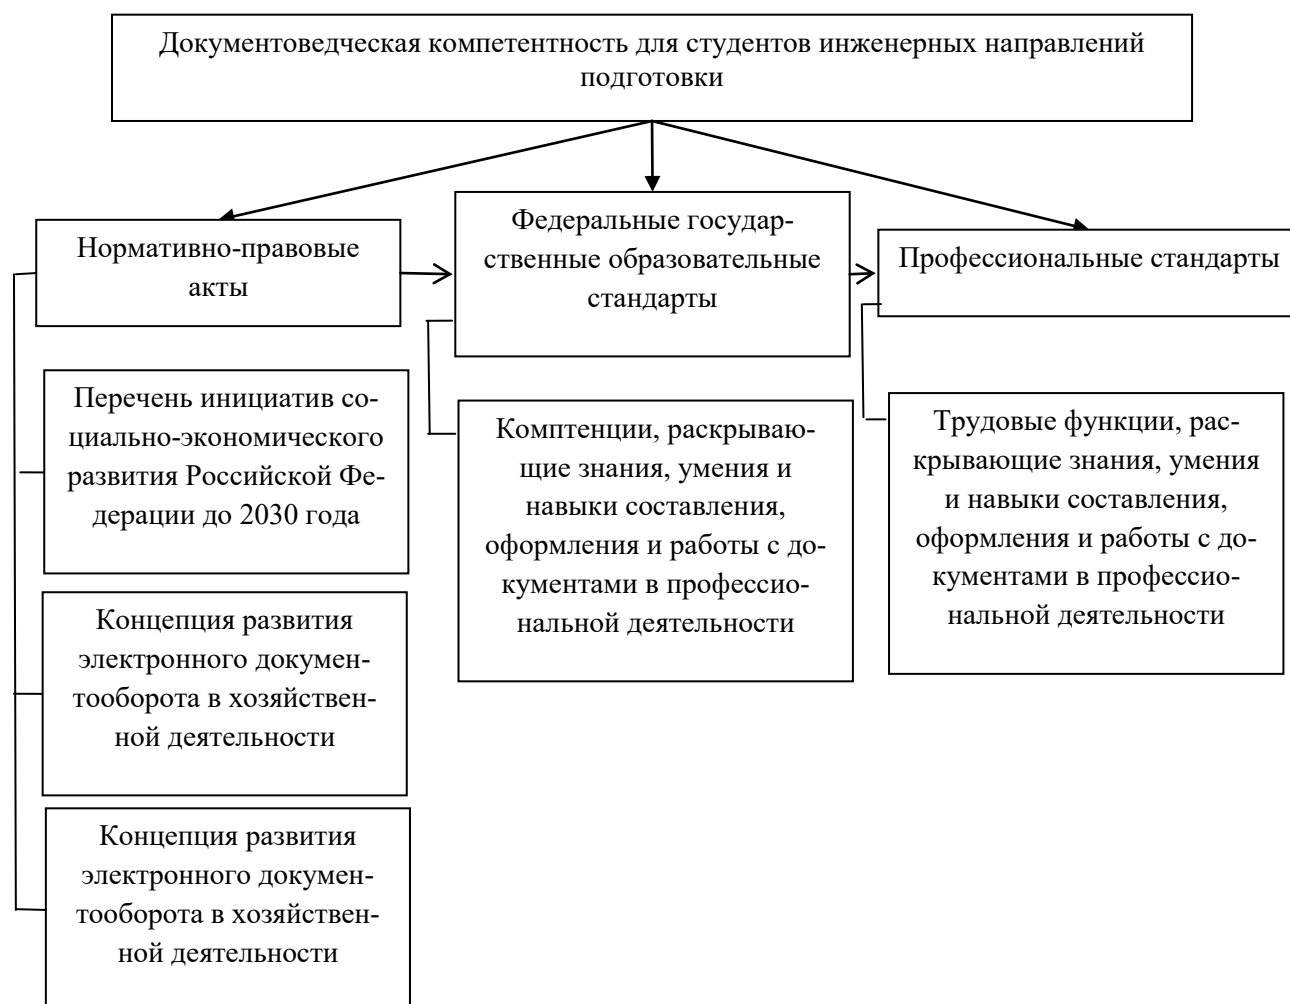 Документоведческая компетентность для студентов инженерных направлений
подготовки
Нормативно-правовые
акты
Федеральные государ-
ственные образовательные
стандарты
Профессиональные стандарты
Перечень инициатив со-
циально-экономического
развития Российской Фе-
дерации до 2030 года
Концепция развития
электронного докумен-
тооборота в хозяйствен-
ной деятельности
Концепция развития
электронного докумен-
тооборота в хозяйствен-
ной деятельности
Комптенции, раскрываю-
щие знания, умения и
навыки составления,
оформления и работы с до-
кументами в профессио-
нальной деятельности
Трудовые функции, рас-
крывающие знания, умения
и навыки составления,
оформления и работы с до-
кументами в профессио-
нальной деятельности